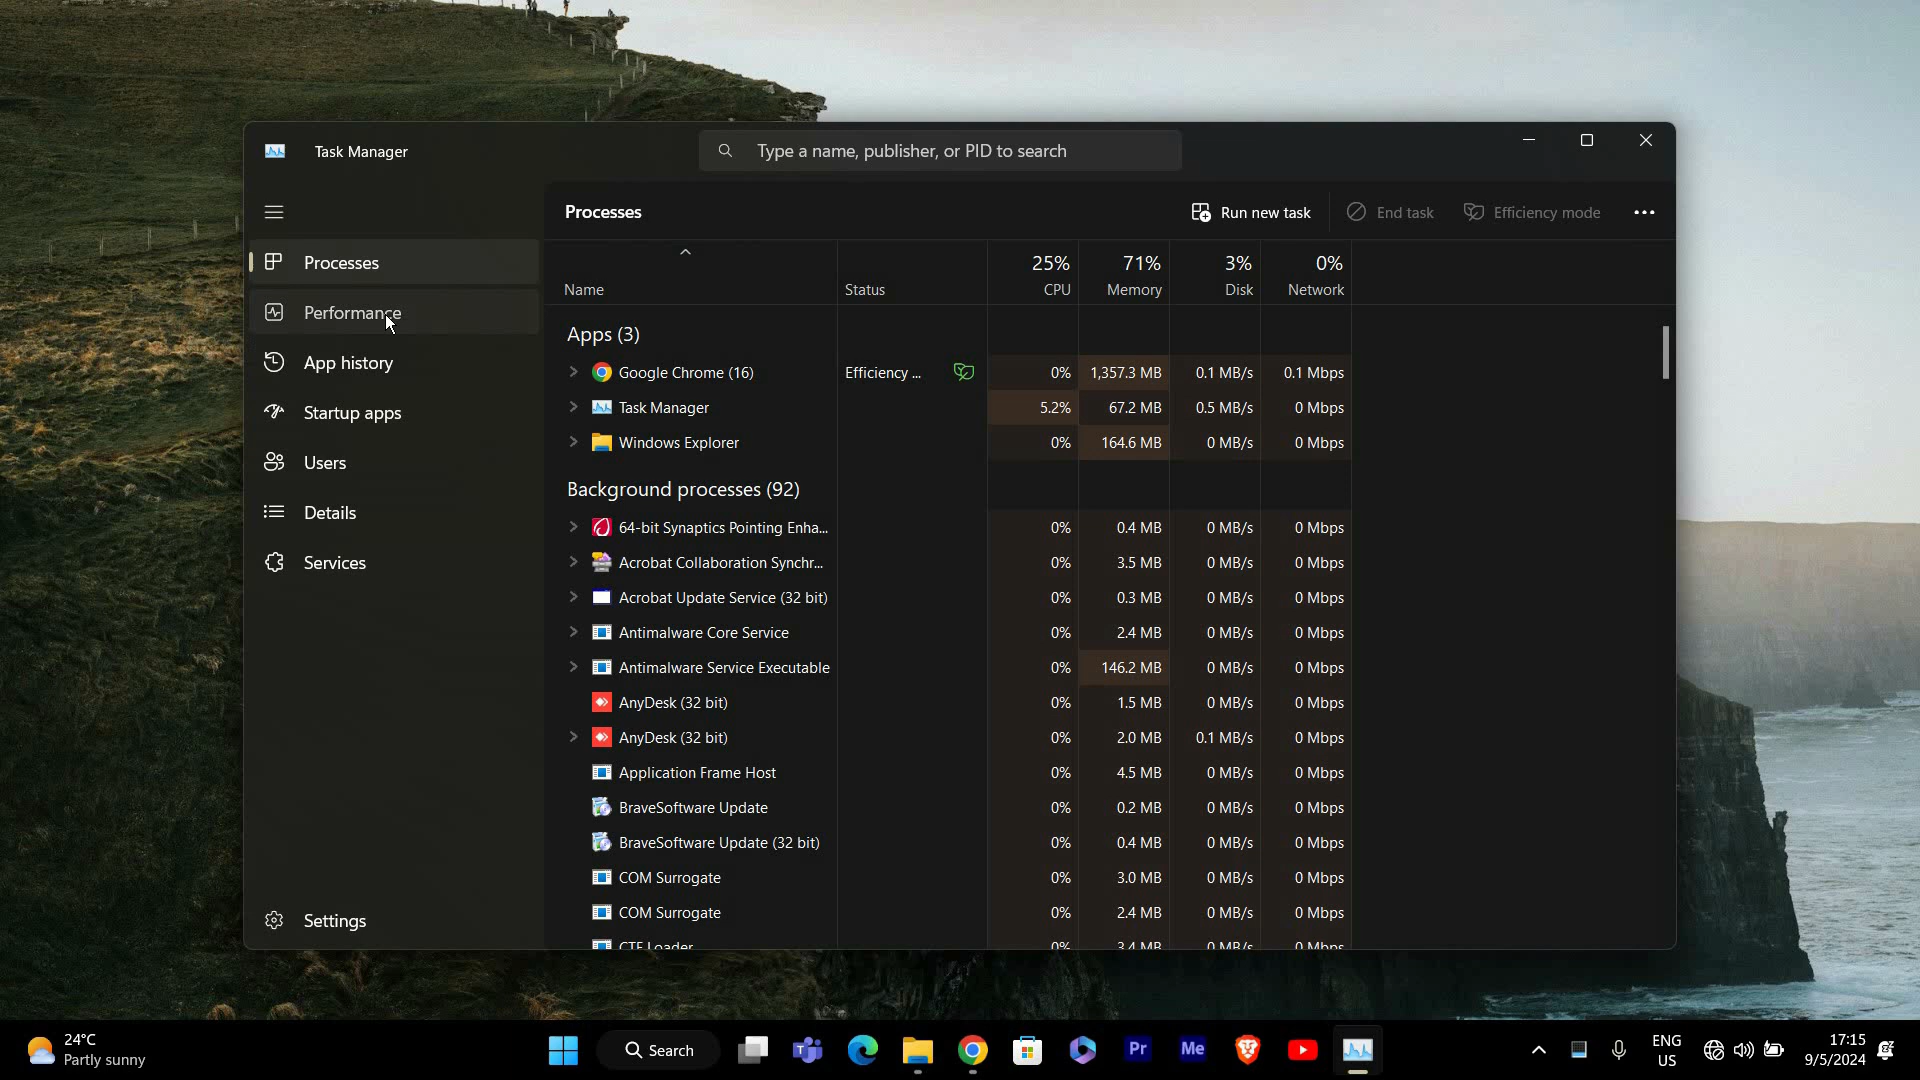 Task Manager
Type a name, publisher, or PID to search
Processes
Run new task
End task
Efficiency mode
Processes
Performance
App history
Startup apps
Users
Details
Services
Settings
25% 71% 3% 0%
Name Status CPU Memory Disk Network
Apps (3)
Google Chrome (16) Efficiency ... 0% 1,357.3 MB 0.1 MB/s 0.1 Mbps
Task Manager 5.2% 67.2 MB 0.5 MB/s 0 Mbps
Windows Explorer 0% 164.6 MB 0 MB/s 0 Mbps
Background processes (92)
64-bit Synaptics Pointing Enha... 0% 0.4 MB 0 MB/s 0 Mbps
Acrobat Collaboration Synchr... 0% 3.5 MB 0 MB/s 0 Mbps
Acrobat Update Service (32 bit) 0% 0.3 MB 0 MB/s 0 Mbps
Antimalware Core Service 0% 2.4 MB 0 MB/s 0 Mbps
Antimalware Service Executable 0% 146.2 MB 0 MB/s 0 Mbps
AnyDesk (32 bit) 0% 1.5 MB 0 MB/s 0 Mbps
AnyDesk (32 bit) 0% 2.0 MB 0.1 MB/s 0 Mbps
Application Frame Host 0% 4.5 MB 0 MB/s 0 Mbps
BraveSoftware Update 0% 0.2 MB 0 MB/s 0 Mbps
BraveSoftware Update (32 bit) 0% 0.4 MB 0 MB/s 0 Mbps
COM Surrogate 0% 3.0 MB 0 MB/s 0 Mbps
COM Surrogate 0% 2.4 MB 0 MB/s 0 Mbps
CTF Loader 0% 3.4 MB 0 MB/s 0 Mbps
24°C
Partly sunny
Search
Pr
Me
ENG
US
17:15
9/5/2024